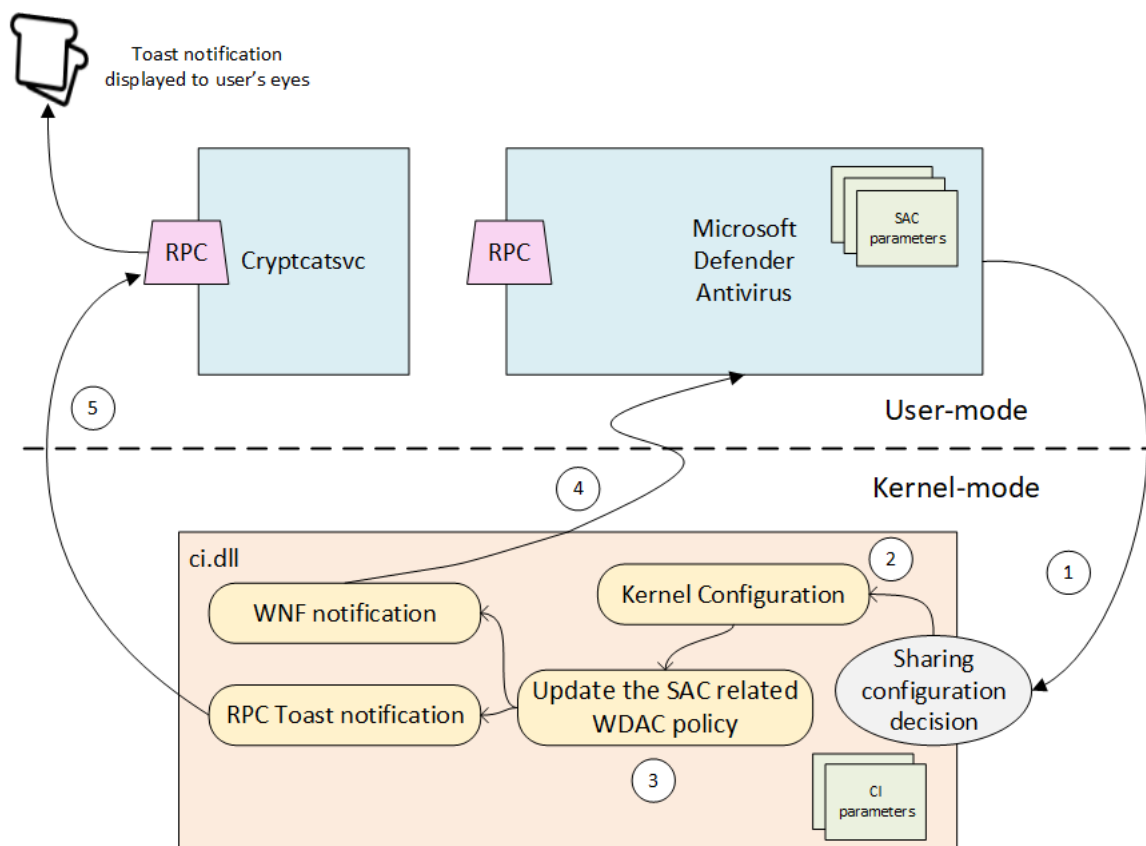 Toast notification
displayed to user's eyes
RPC
Cryptcatsvc
RPC
Microsoft
Defender
Antivirus
SAC
parameters
5
User-mode
4
Kernel-mode
1
ci.dll
2
WNF notification
Kernel Configuration
Sharing
configuration
decision
RPC Toast notification
Update the SAC related
WDAC policy
3
CI
parameters